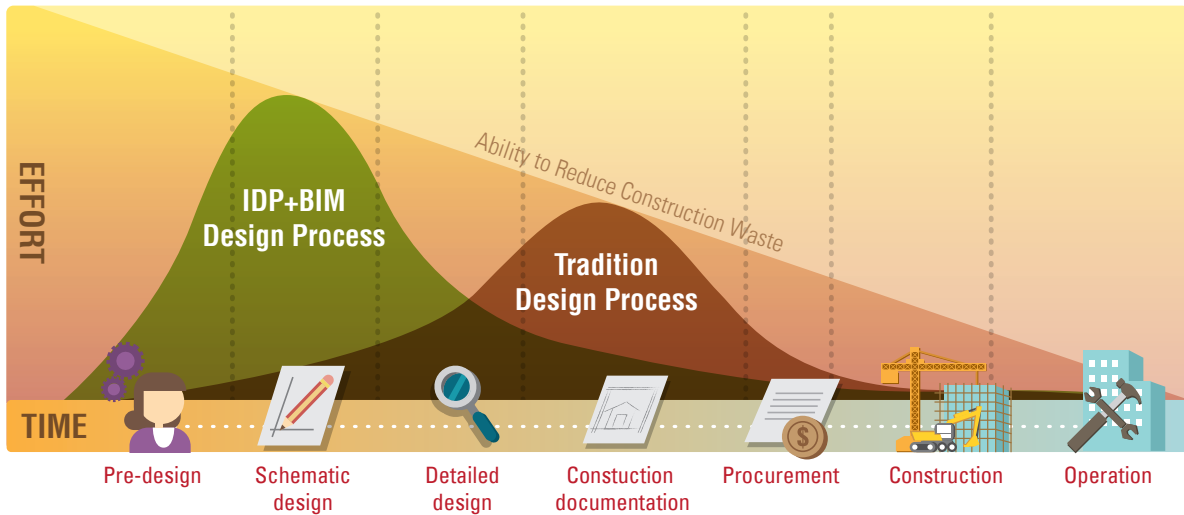 EFFORT
IDP+BIM
Design Process
Ability to Reduce Construction Waste
Tradition
Design Process
$
TIME
Pre-design
Schematic
design
Detailed
design
Constuction
documentation
Procurement
Construction
Operation